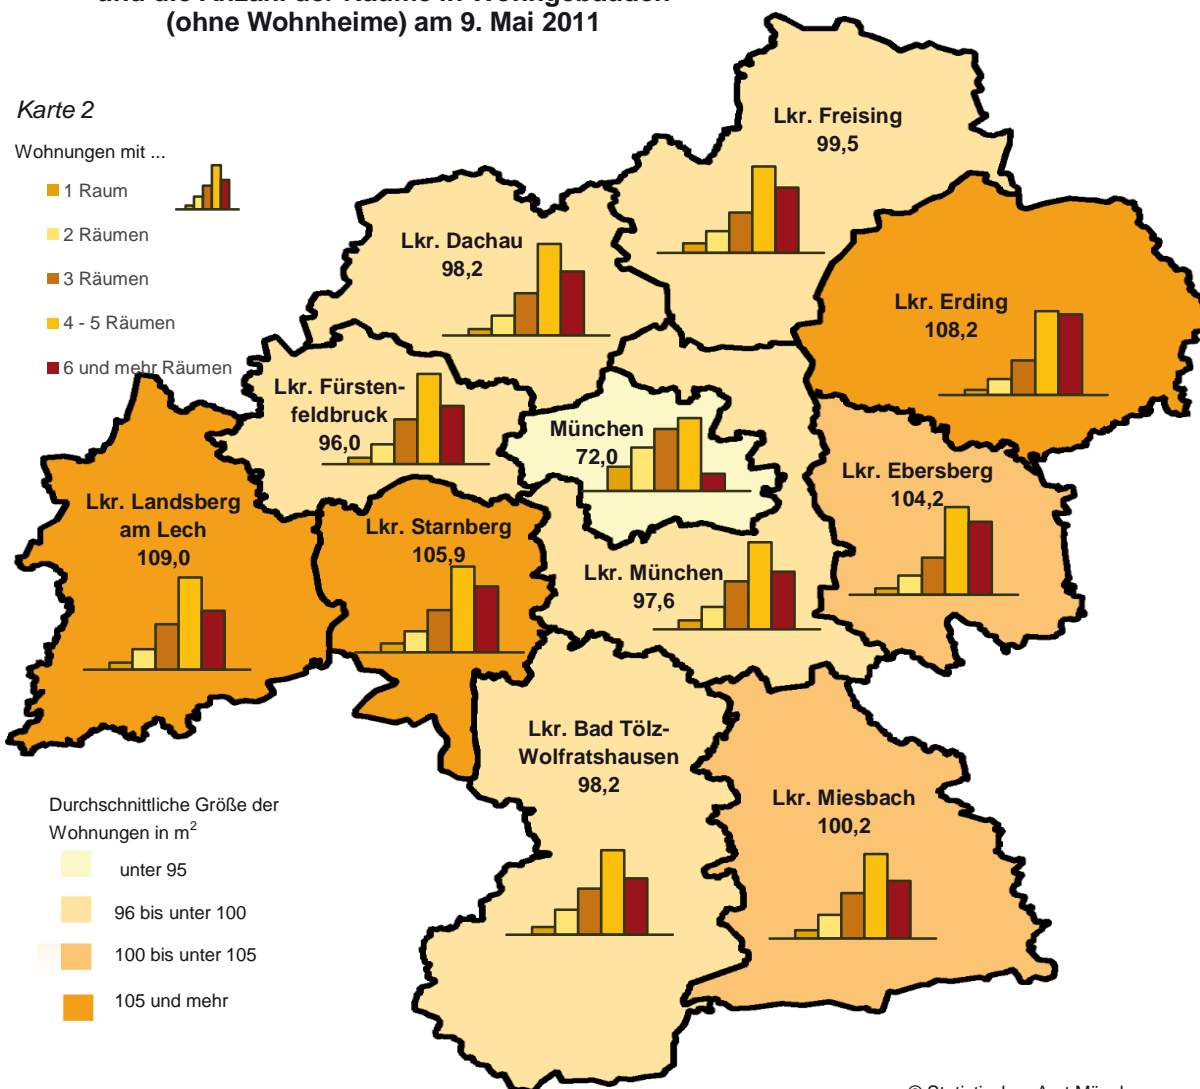 (ohne Wohnheime) am 9. Mai 2011
Karte 2
Wohnungen mit ...
1 Raum
2 Räumen
3 Räumen
4 - 5 Räumen
6 und mehr Räumen
Lkr. Freising
99,5
Lkr. Dachau
98,2
Lkr. Erding
108,2
Lkr. Fürsten-
feldbruck
96,0
München
72,0
Lkr. Ebersberg
104,2
Lkr. Landsberg
am Lech
109,0
Lkr. Starnberg
105,9
Lkr. München
97,6
Lkr. Bad Tölz-
Wolfratshausen
98,2
Lkr. Miesbach
100,2
Durchschnittliche Größe der
Wohnungen in m²
unter 95
96 bis unter 100
100 bis unter 105
105 und mehr